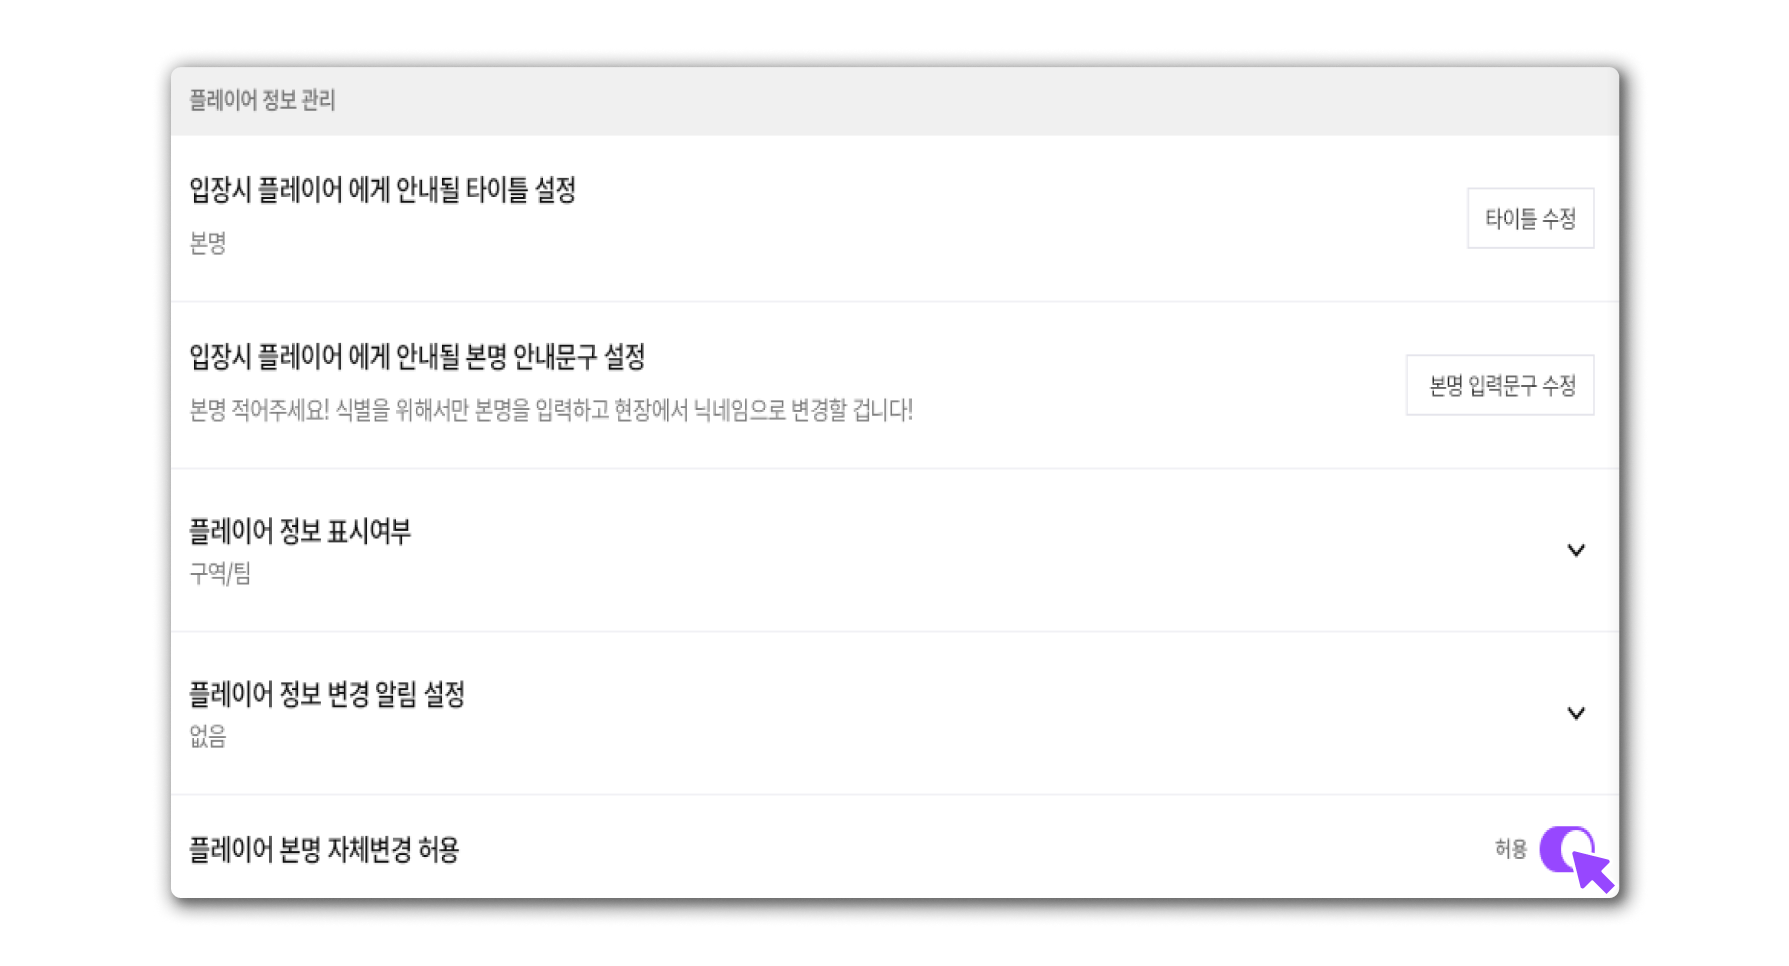 플레이어 정보 관리
입장시 플레이어 에게 안내될 타이틀 설정
본명
타이틀 수정
입장시 플레이어 에게 안내될 본명 안내문구 설정
본명 적어주세요! 식별을 위해서만 본명을 입력하고 현장에서 닉네임으로 변경할 겁니다!
본명 입력문구 수정
플레이어 정보 표시여부
구역/팀
플레이어 정보 변경 알림 설정
없음
플레이어 본명 자체변경 허용
허용